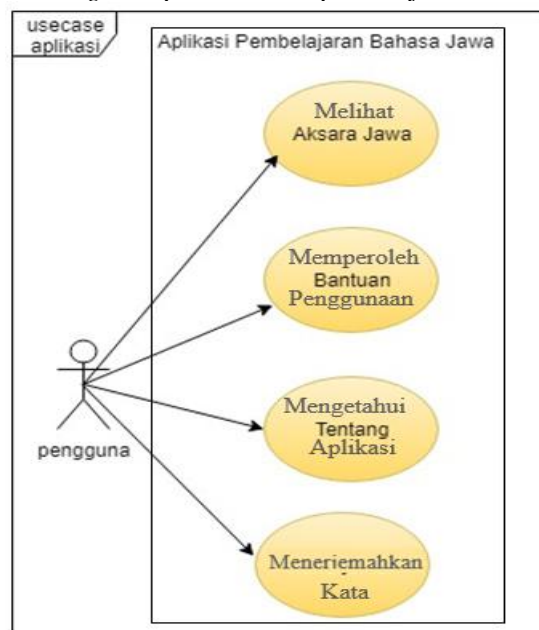 usecase
aplikasi
Aplikasi Pembelajaran Bahasa Jawa
Melihat
Aksara Jawa
Memperoleh
Bantuan
Penggunaan
Mengetahui
Tentang
Aplikasi
pengguna
Menerjemahkan
Kata